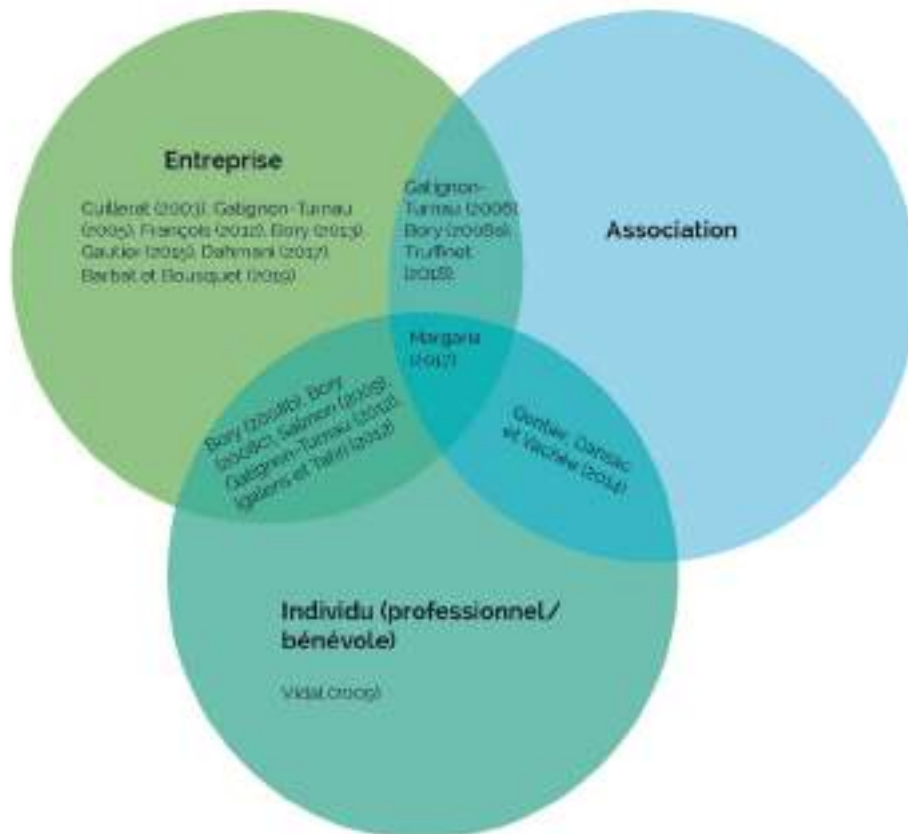 Entreprise
Cuillerat (2003), Gatignon-Turnau
(2005), François (2012), Bory (2013),
Gautier (2015), Dahmani (2017),
Barbat et Bousquet (2019)
Gatignon-
Turnau (2006),
Bory (2008a),
Truffinet
(2018),
Association
Margaria
(2017)
Bory (2008b), Bory
(2008c), Salmon (2009),
Gatignon-Turnau (2012),
Igalens et Tahri (2012)
Gontier, Dansac
et Vachée (2014)
Individu (professionnel/
bénévole)
Vidal (2009)